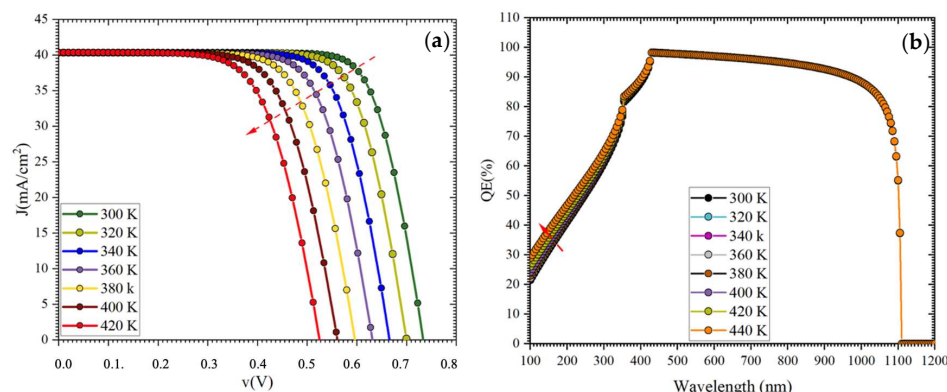 45
40
35
30
25
20
15
10
5
0
J(mA/cm²)
(a)
300 K
320 K
340 K
360 K
380 k
400 K
420 K
0.0
0.1.
0.2
0.3
0.4
0.5
0.6
0.7
0.8
v(V)
110
100
90
80
70
60
50
40
30
20
10
0
QE(%)
(b)
300 K
320 K
340 k
360 K
380 K
400 K
420 K
440 K
100
200
300
400
500
600
700
800
900
1000
1100
1200
Wavelength (nm)